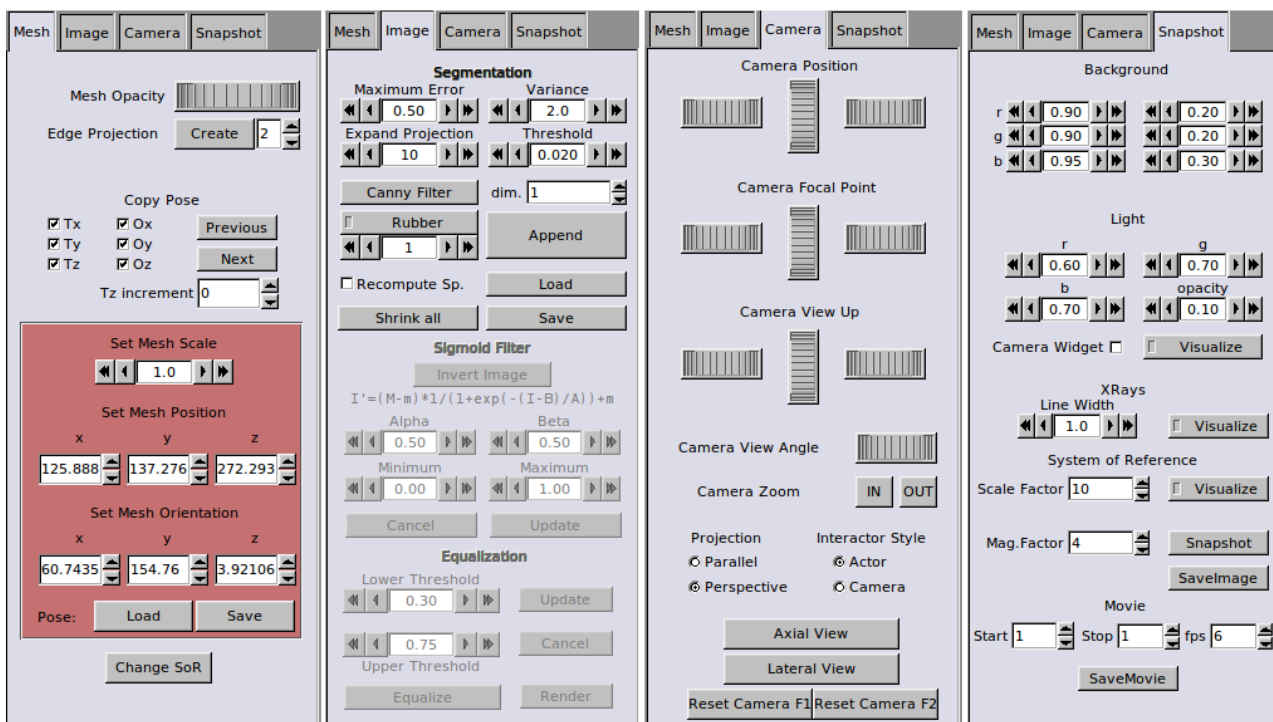 Mesh Image Camera Snapshot
Mesh Opacity
Edge Projection Create 2
Copy Pose
Tx Ox Previous
Ty Oy
Tz Oz Next
Tz increment 0
Set Mesh Scale
1.0
Set Mesh Position
x y z
125.888 137.276 272.293
Set Mesh Orientation
x y z
60.7435 154.76 3.92106
Pose: Load Save
Change SoR
Mesh Image Camera Snapshot
Segmentation
Maximum Error Variance
0.50 2.0
Expand Projection Threshold
10 0.020
Canny Filter dim. 1
Rubber Append
1
Recompute Sp. Load
Shrink all Save
Sigmoid Filter
Invert Image
I'=(M-m)*1/(1+exp(-(I-B)/A))+m
Alpha Beta
0.50 0.50
Minimum Maximum
0.00 1.00
Cancel Update
Equalization
Lower Threshold
0.30 Update
0.75 Cancel
Upper Threshold
Equalize Render
Mesh Image Camera Snapshot
Camera Position
Camera Focal Point
Camera View Up
Camera View Angle
Camera Zoom IN OUT
Projection Interactor Style
Parallel Actor
Perspective Camera
Axial View
Lateral View
Reset Camera F1 Reset Camera F2
Mesh Image Camera Snapshot
Background
r 0.90 0.20
g 0.90 0.20
b 0.95 0.30
Light
r g
0.60 0.70
b opacity
0.70 0.10
Camera Widget Visualize
XRays
Line Width
1.0 Visualize
System of Reference
Scale Factor 10 Visualize
Mag.Factor 4 Snapshot
SaveImage
Movie
Start 1 Stop 1 fps 6
SaveMovie